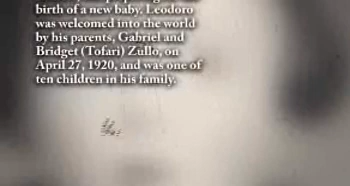 birth of a new baby. Leodoro
was welcomed into the world
by his parents, Gabriel and
Bridget (Tofari) Zullo, on
April 27, 1920, and was one of
ten children in his family.